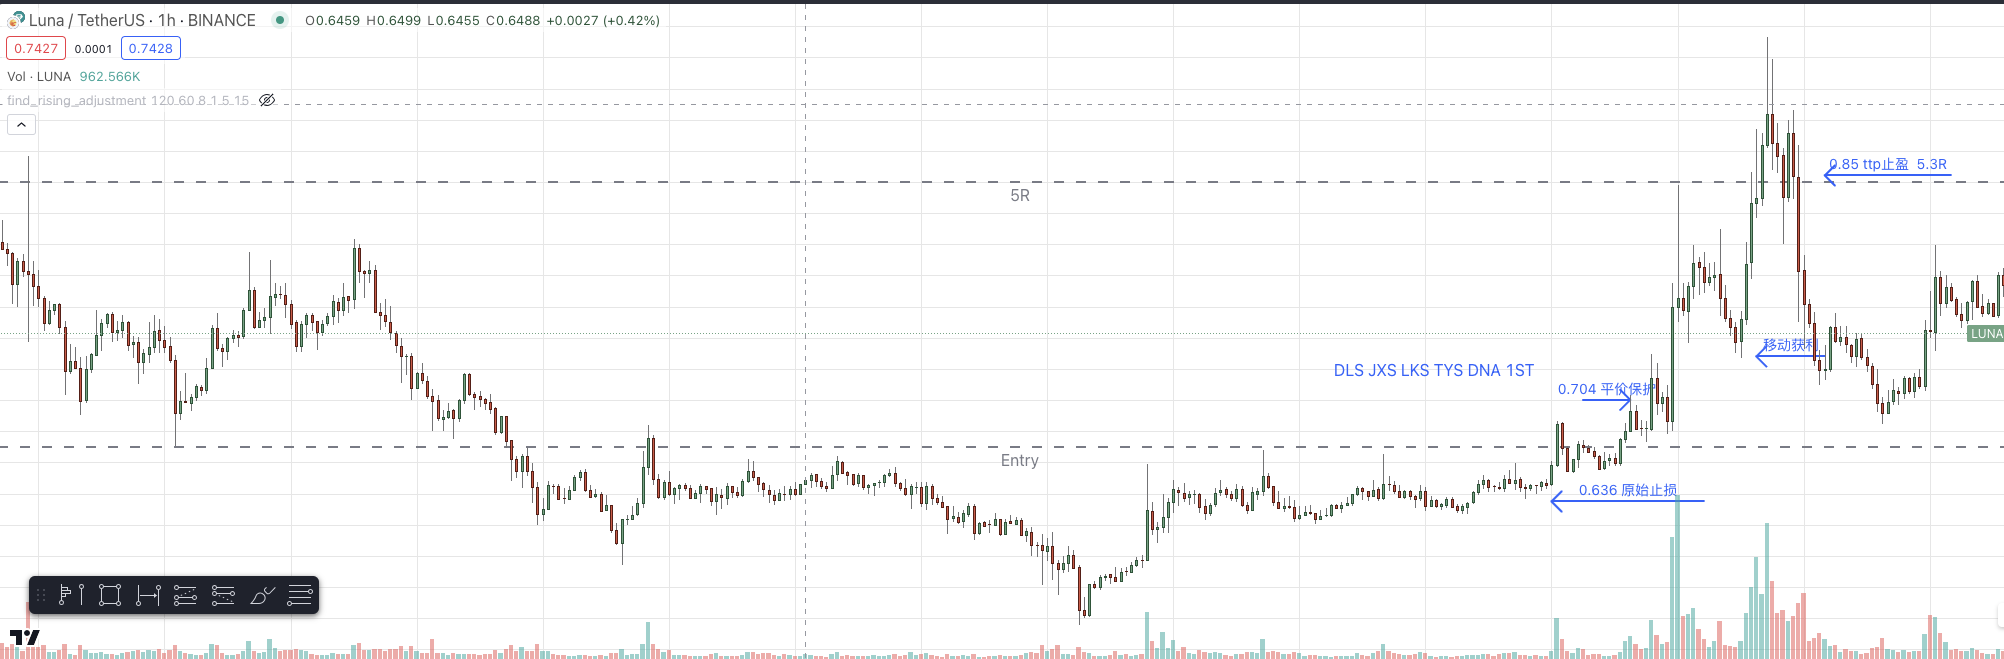 Luna / TetherUS · 1h · BINANCE O0.6459 H0.6499 L0.6455 C0.6488 +0.0027 (+0.42%)
0.7427 0.0001 0.7428
Vol · LUNA 962.566K
find_rising_adjustment 120 60 8 1.5 15
0.85 ttp止盈 5.3R
5R
LUNA
移动获利
DLS JXS LKS TYS DNA 1ST
0.704 平价保护
Entry
0.636 原始止损